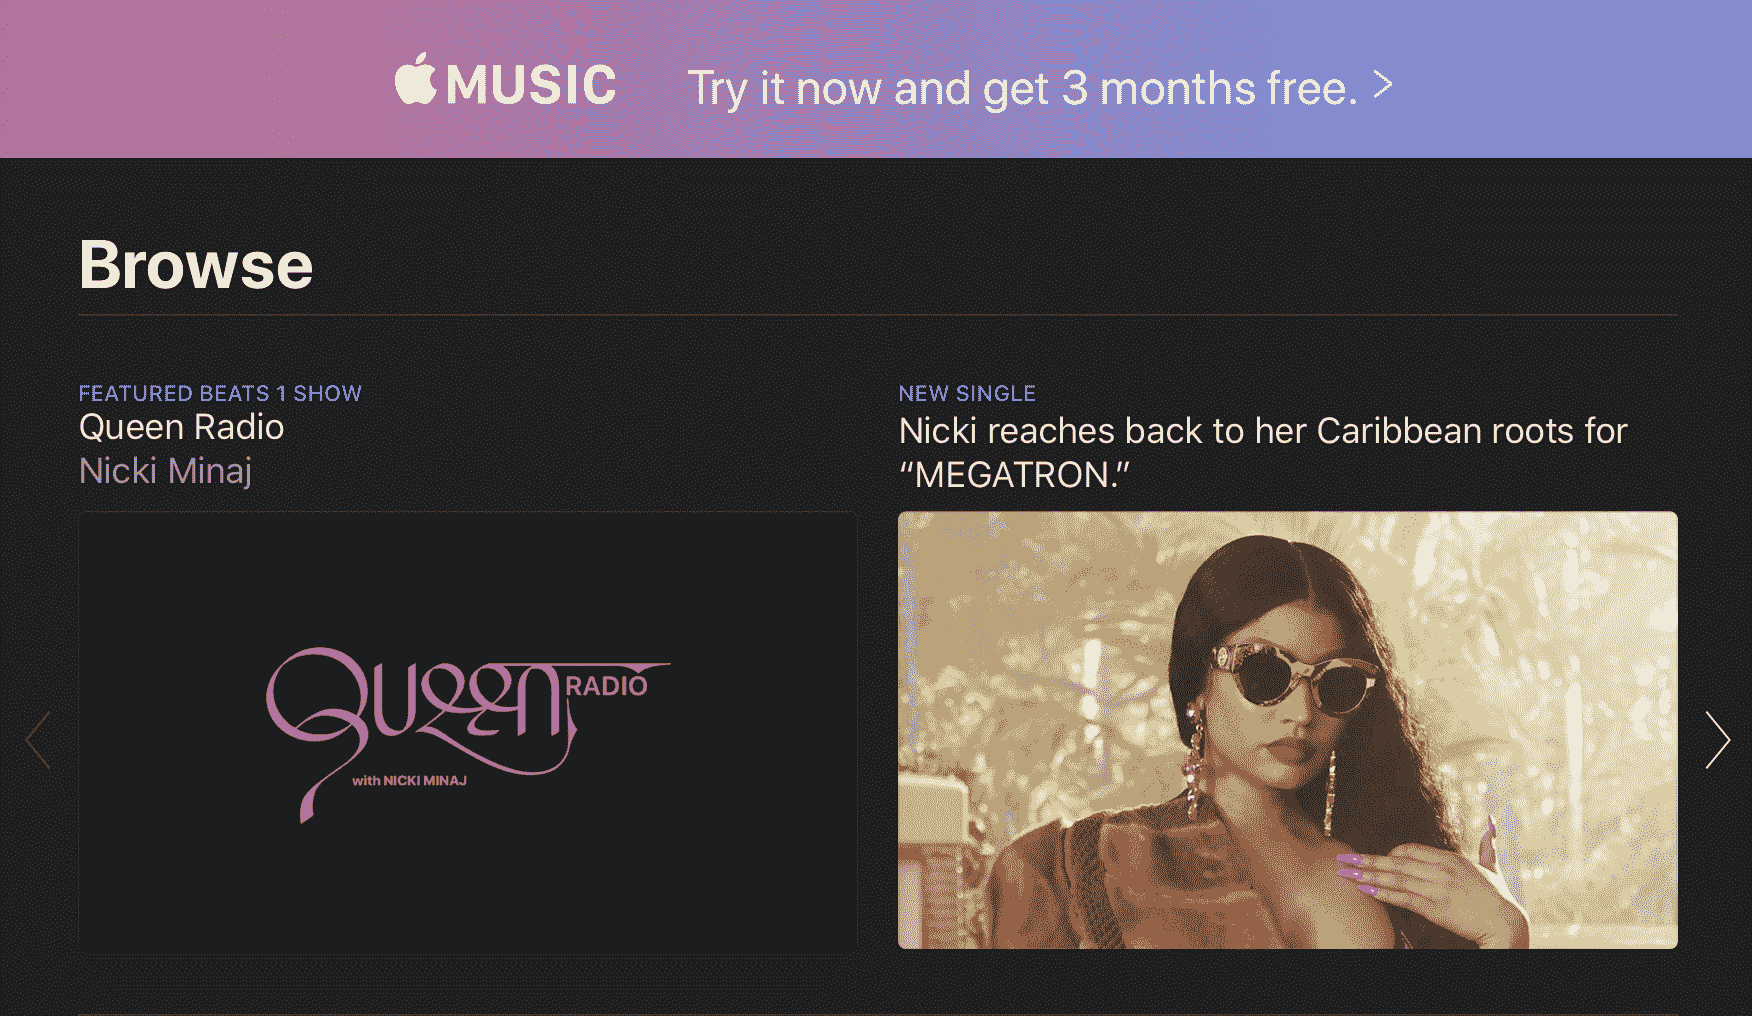 MUSIC
Try it now and get 3 months free. >
Browse
FEATURED BEATS 1 SHOW
Queen Radio
Nicki Minaj
QUEEN RADIO
with NICKI MINAJ
NEW SINGLE
Nicki reaches back to her Caribbean roots for
“MEGATRON.”